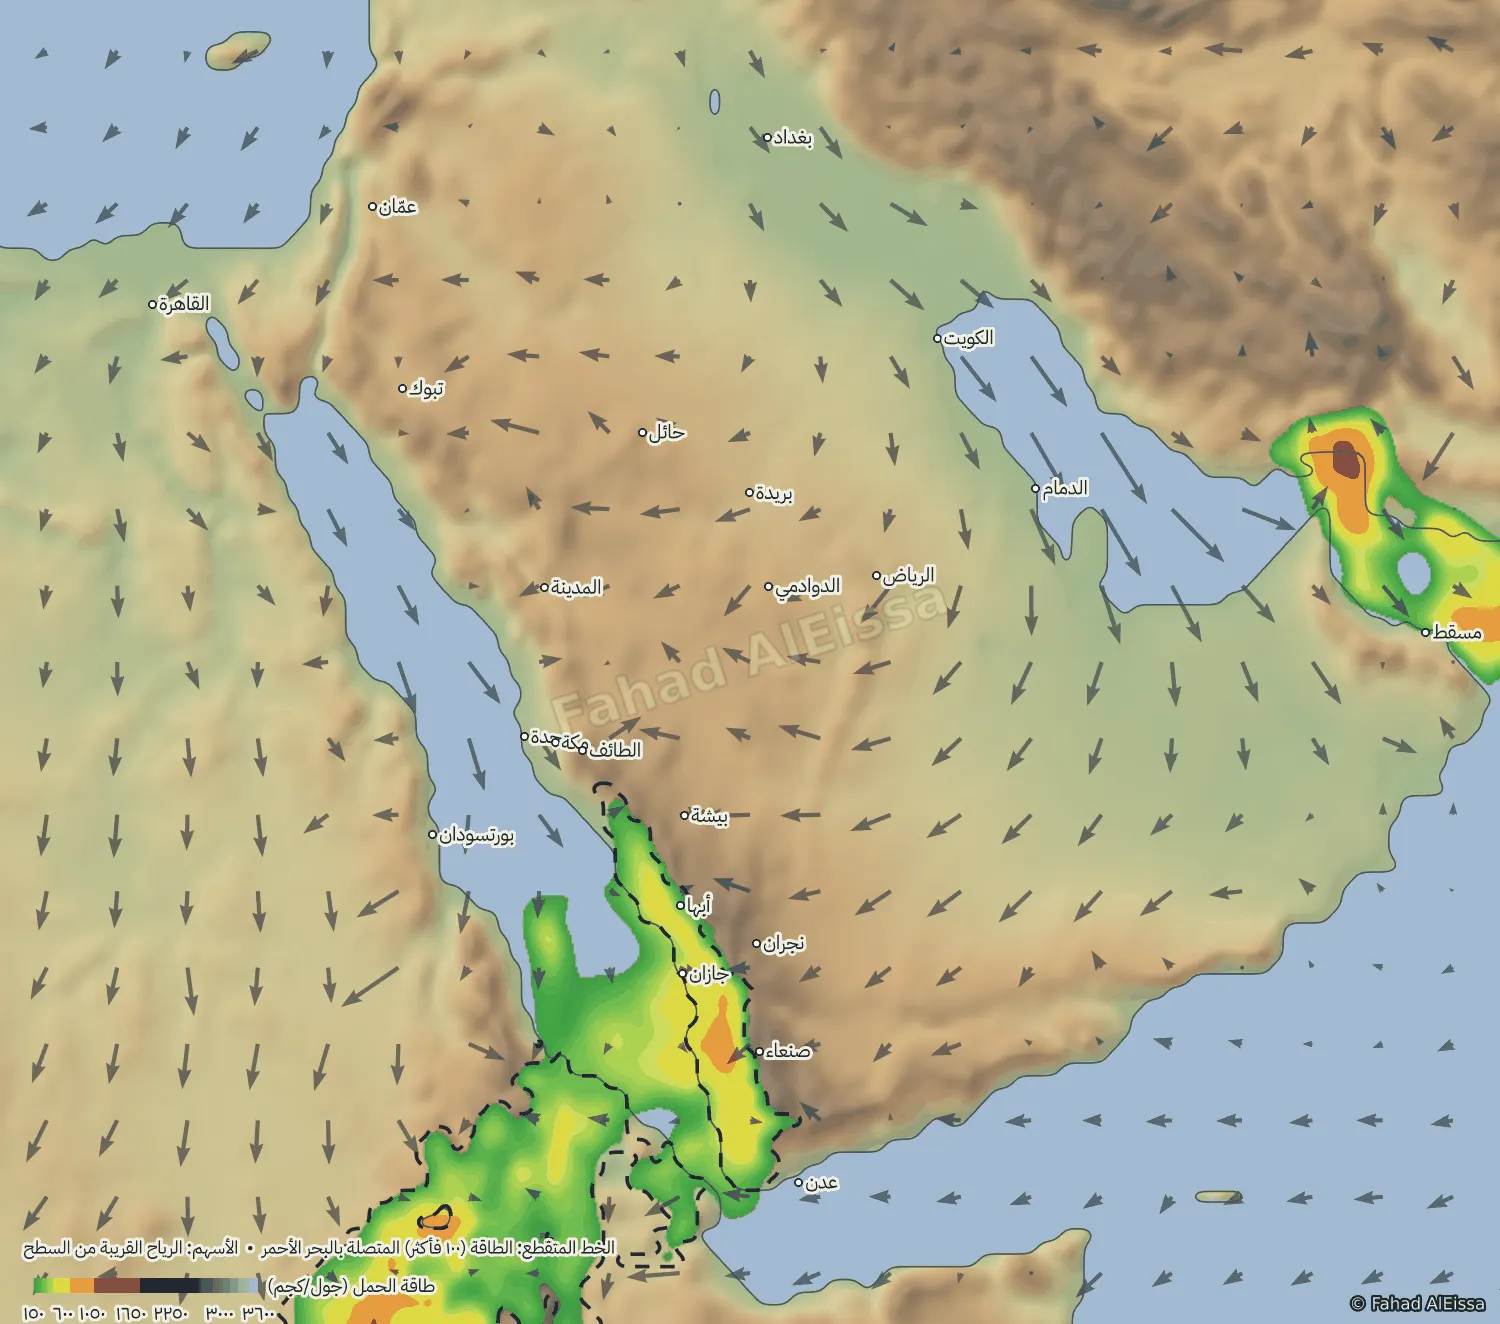 بغداد
عمّان
القاهرة
الكويت
تبوك
حائل
الدمام
بريدة
الرياض
الدوادمي
المدينة
مسقط
Fahad AlEissa
جدة
مكة
الطائف
بيشة
بورتسودان
أبها
نجران
جازان
صنعاء
عدن
الخط المتقطع: الطاقة (١٠٠ فأكثر) المتصلة بالبحر الأحمر • الأسهم: الرياح القريبة من السطح
طاقة الحمل (جول/كجم)
١٥٠ ٦٠٠ ١٠٥٠ ١٦٥٠ ٢٢٥٠ ٣٠٠٠ ٣٦٠٠
© Fahad AlEissa